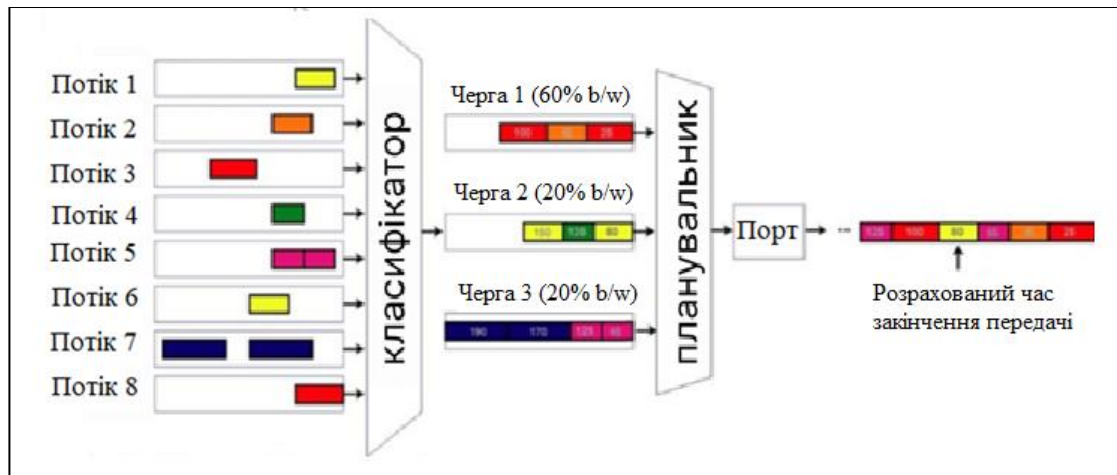 Потік 1
Потік 2
Потік 3
Потік 4
Потік 5
Потік 6
Потік 7
Потік 8
класифікатор
Черга 1 (60% b/w)
100
25
Черга 2 (20% b/w)
150
120
80
Черга 3 (20% b/w)
190
170
125
планувальник
Порт
125
100
80
25
Розрахований час
закінчення передачі